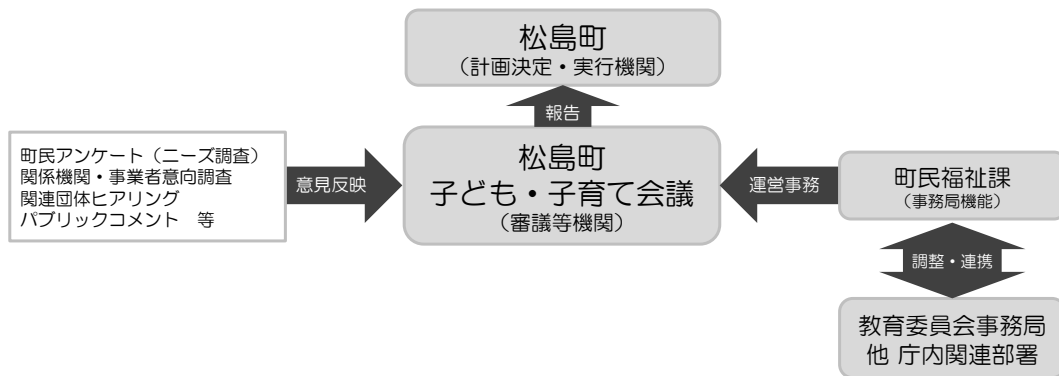 松島町
（計画決定・実行機関）
報告
町民アンケート（ニーズ調査）
関係機関・事業者意向調査
関連団体ヒアリング
パブリックコメント　等
意見反映
松島町
子ども・子育て会議
（審議等機関）
運営事務
町民福祉課
（事務局機能）
調整・連携
教育委員会事務局
他 庁内関連部署